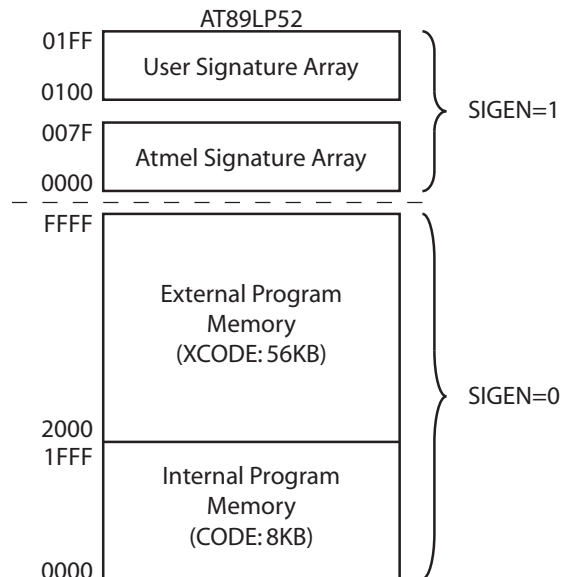 AT89LP52
01FF
User Signature Array
0100
SIGEN=1
007F
Atmel Signature Array
0000
FFFF
External Program
Memory
(XCODE: 56KB)
SIGEN=0
2000
1FFF
Internal Program
Memory
(CODE: 8KB)
0000